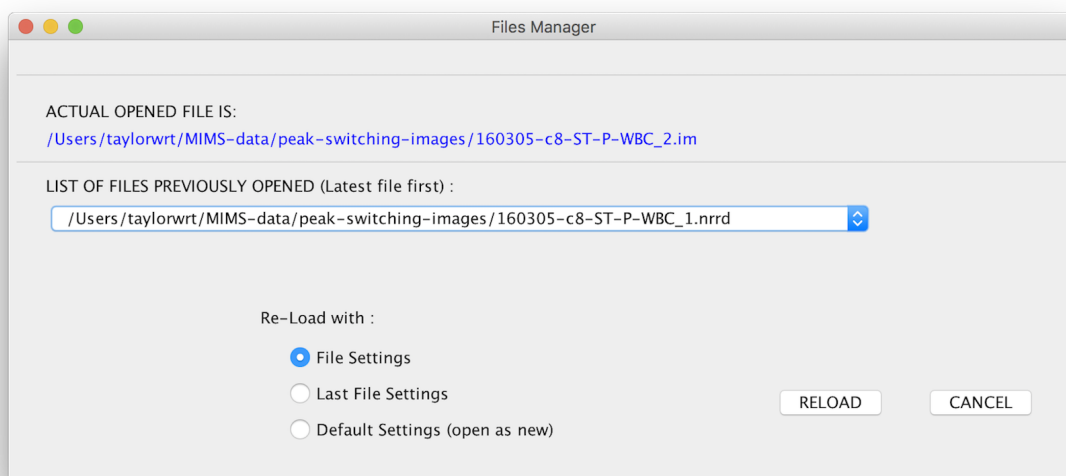 Files Manager
ACTUAL OPENED FILE IS:
/Users/taylorwrt/MIMS-data/peak-switching-images/160305-c8-ST-P-WBC_2.im
LIST OF FILES PREVIOUSLY OPENED (Latest file first) :
/Users/taylorwrt/MIMS-data/peak-switching-images/160305-c8-ST-P-WBC_1.nrrd
Re-Load with :
File Settings
Last File Settings
RELOAD CANCEL
Default Settings (open as new)